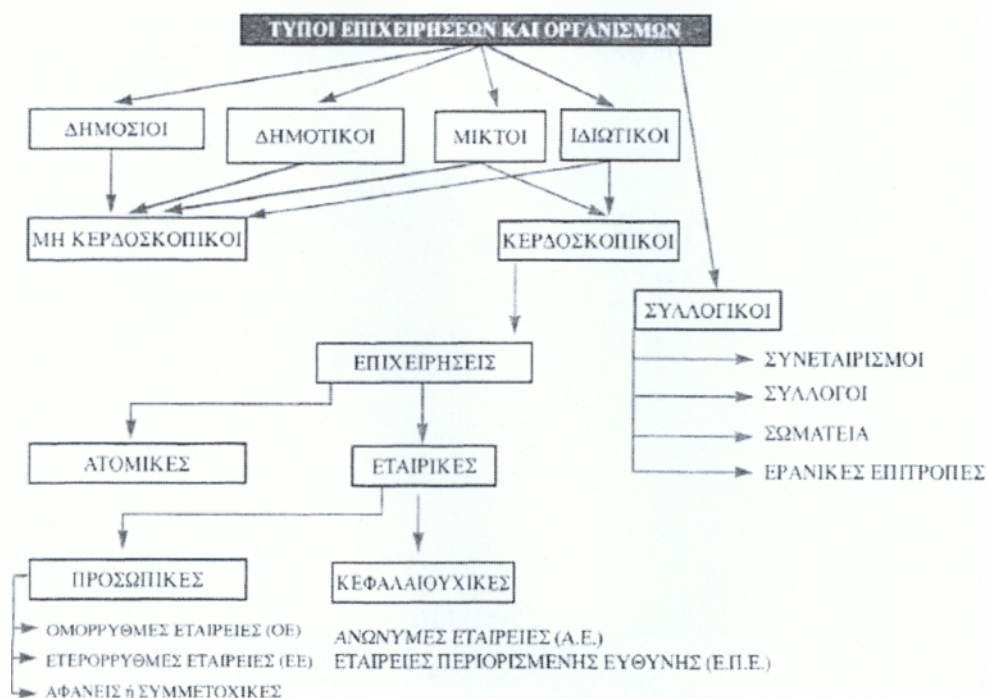 ΤΥΠΟΙ ΕΠΙΧΕΙΡΗΣΕΩΝ ΚΑΙ ΟΡΓΑΝΙΣΜΩΝ
ΔΗΜΟΣΙΟΙ
ΔΗΜΟΤΙΚΟΙ
ΜΙΚΤΟΙ
ΙΔΙΩΤΙΚΟΙ
ΜΗ ΚΕΡΔΟΣΚΟΠΙΚΟΙ
ΚΕΡΔΟΣΚΟΠΙΚΟΙ
ΣΥΛΛΟΓΙΚΟΙ
ΣΥΝΕΤΑΙΡΙΣΜΟΙ
ΣΥΛΛΟΓΟΙ
ΣΩΜΑΤΕΙΑ
ΕΡΑΝΙΚΕΣ ΕΠΙΤΡΟΠΕΣ
ΕΠΙΧΕΙΡΗΣΕΙΣ
ΑΤΟΜΙΚΕΣ
ΕΤΑΙΡΙΚΕΣ
ΠΡΟΣΩΠΙΚΕΣ
ΚΕΦΑΛΑΙΟΥΧΙΚΕΣ
ΟΜΟΡΡΥΘΜΕΣ ΕΤΑΙΡΕΙΕΣ (ΟΕ)
ΕΤΕΡΟΡΡΥΘΜΕΣ ΕΤΑΙΡΕΙΕΣ (ΕΕ)
ΑΦΑΝΕΙΣ ή ΣΥΜΜΕΤΟΧΙΚΕΣ
ΑΝΩΝΥΜΕΣ ΕΤΑΙΡΕΙΕΣ (Α.Ε.)
ΕΤΑΙΡΕΙΕΣ ΠΕΡΙΟΡΙΣΜΕΝΗΣ ΕΥΘΥΝΗΣ (Ε.Π.Ε.)